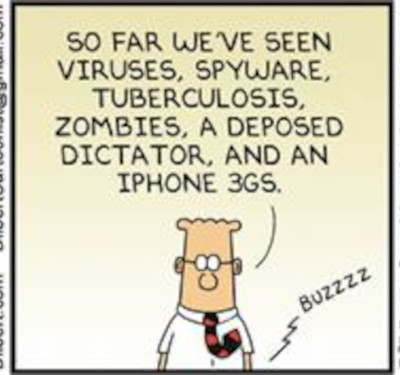 SO FAR WE'VE SEEN
VIRUSES, SPYWARE,
TUBERCULOSIS,
ZOMBIES, A DEPOSED
DICTATOR, AND AN
IPHONE 3GS.
BUZZZZ